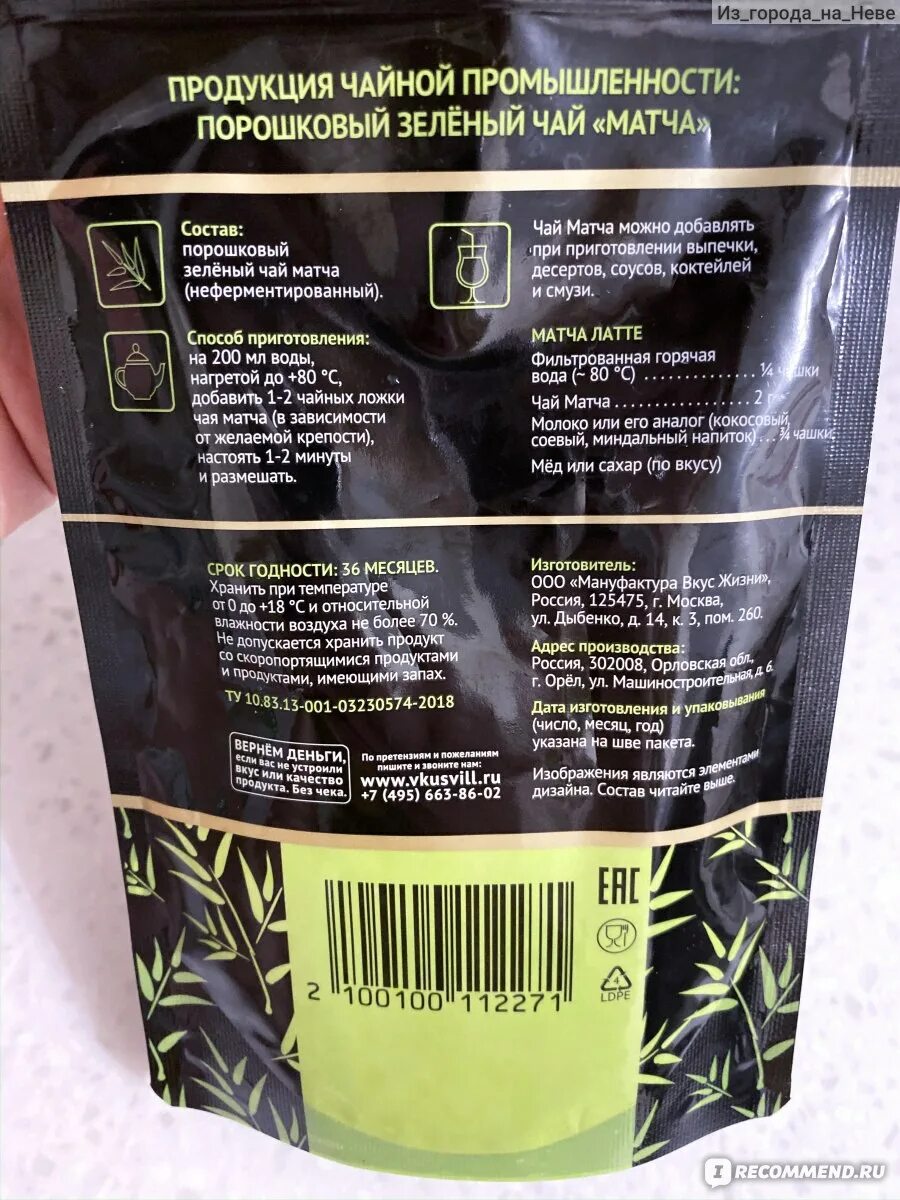 Из_города_на_Неве
ПРОДУКЦИЯ ЧАЙНОЙ ПРОМЫШЛЕННОСТИ:
ПОРОШКОВЫЙ ЗЕЛЁНЫЙ ЧАЙ «МАТЧА»
Состав:
порошковый
зелёный чай матча
(неферментированный).
Способ приготовления:
на 200 мл воды,
нагретой до +80 °C,
добавить 1-2 чайных ложки
чая матча (в зависимости
от желаемой крепости),
настоять 1-2 минуты
и размешать.
Чай Матча можно добавлять
при приготовлении выпечки,
десертов, соусов, коктейлей
и смузи.
МАТЧА ЛАТТЕ
Фильтрованная горячая
вода (~ 80 °C) .............. ¼ чашки
Чай Матча .................. 2 г
Молоко или его аналог (кокосовый,
соевый, миндальный напиток) ... ¾ чашки
Мёд или сахар (по вкусу)
СРОК ГОДНОСТИ: 36 МЕСЯЦЕВ.
Хранить при температуре
от 0 до +18 °C и относительной
влажности воздуха не более 70 %.
Не допускается хранить продукт
со скоропортящимися продуктами
и продуктами, имеющими запах.
ТУ 10.83.13-001-03230574-2018
Изготовитель:
ООО «Мануфактура Вкус Жизни»,
Россия, 125475, г. Москва,
ул. Дыбенко, д. 14, к. 3, пом. 260.
Адрес производства:
Россия, 302008, Орловская обл.,
г. Орёл, ул. Машиностроительная, д. 6.
Дата изготовления и упаковывания
(число, месяц, год)
указана на шве пакета.
Изображения являются элементами
дизайна. Состав читайте выше.
ВЕРНЁМ ДЕНЬГИ,
если вас не устроили
вкус или качество
продукта. Без чека.
По претензиям и пожеланиям
пишите и звоните нам:
www.vkusvill.ru
+7 (495) 663-86-02
EAC
4
LDPE
2 100100 112271
IRECOMMEND.RU